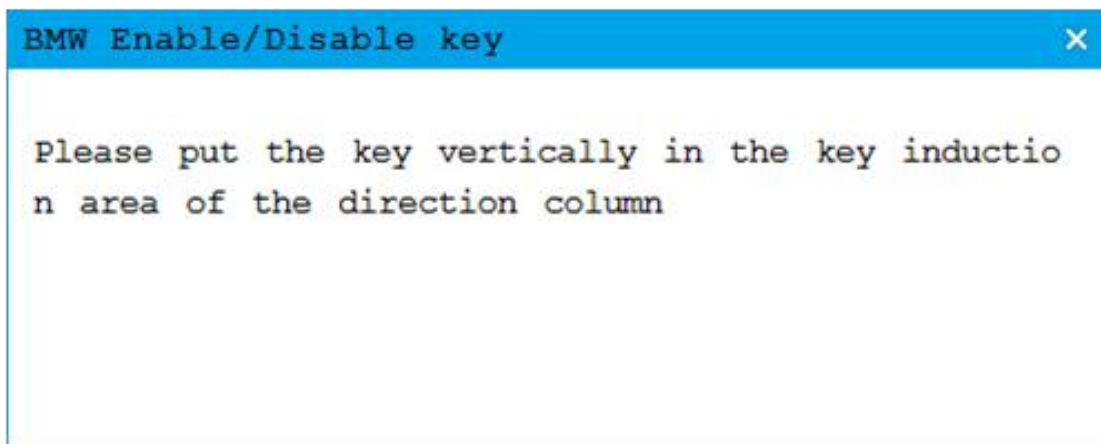 BMW Enable/Disable key
Please put the key vertically in the key inductio
n area of the direction column